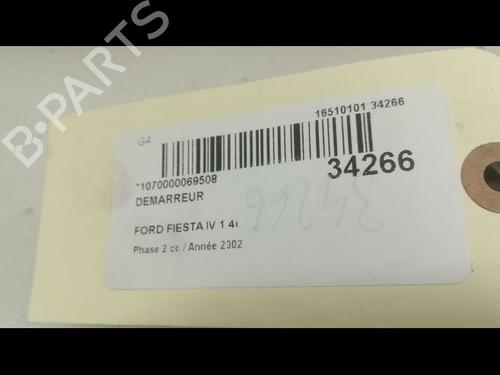 B-PARTS
GA
16510101 34266
*1070000069508
34266
DEMARREUR
FORD FIESTA IV 1 4i
Phase 2 cc / Année 2002
34266